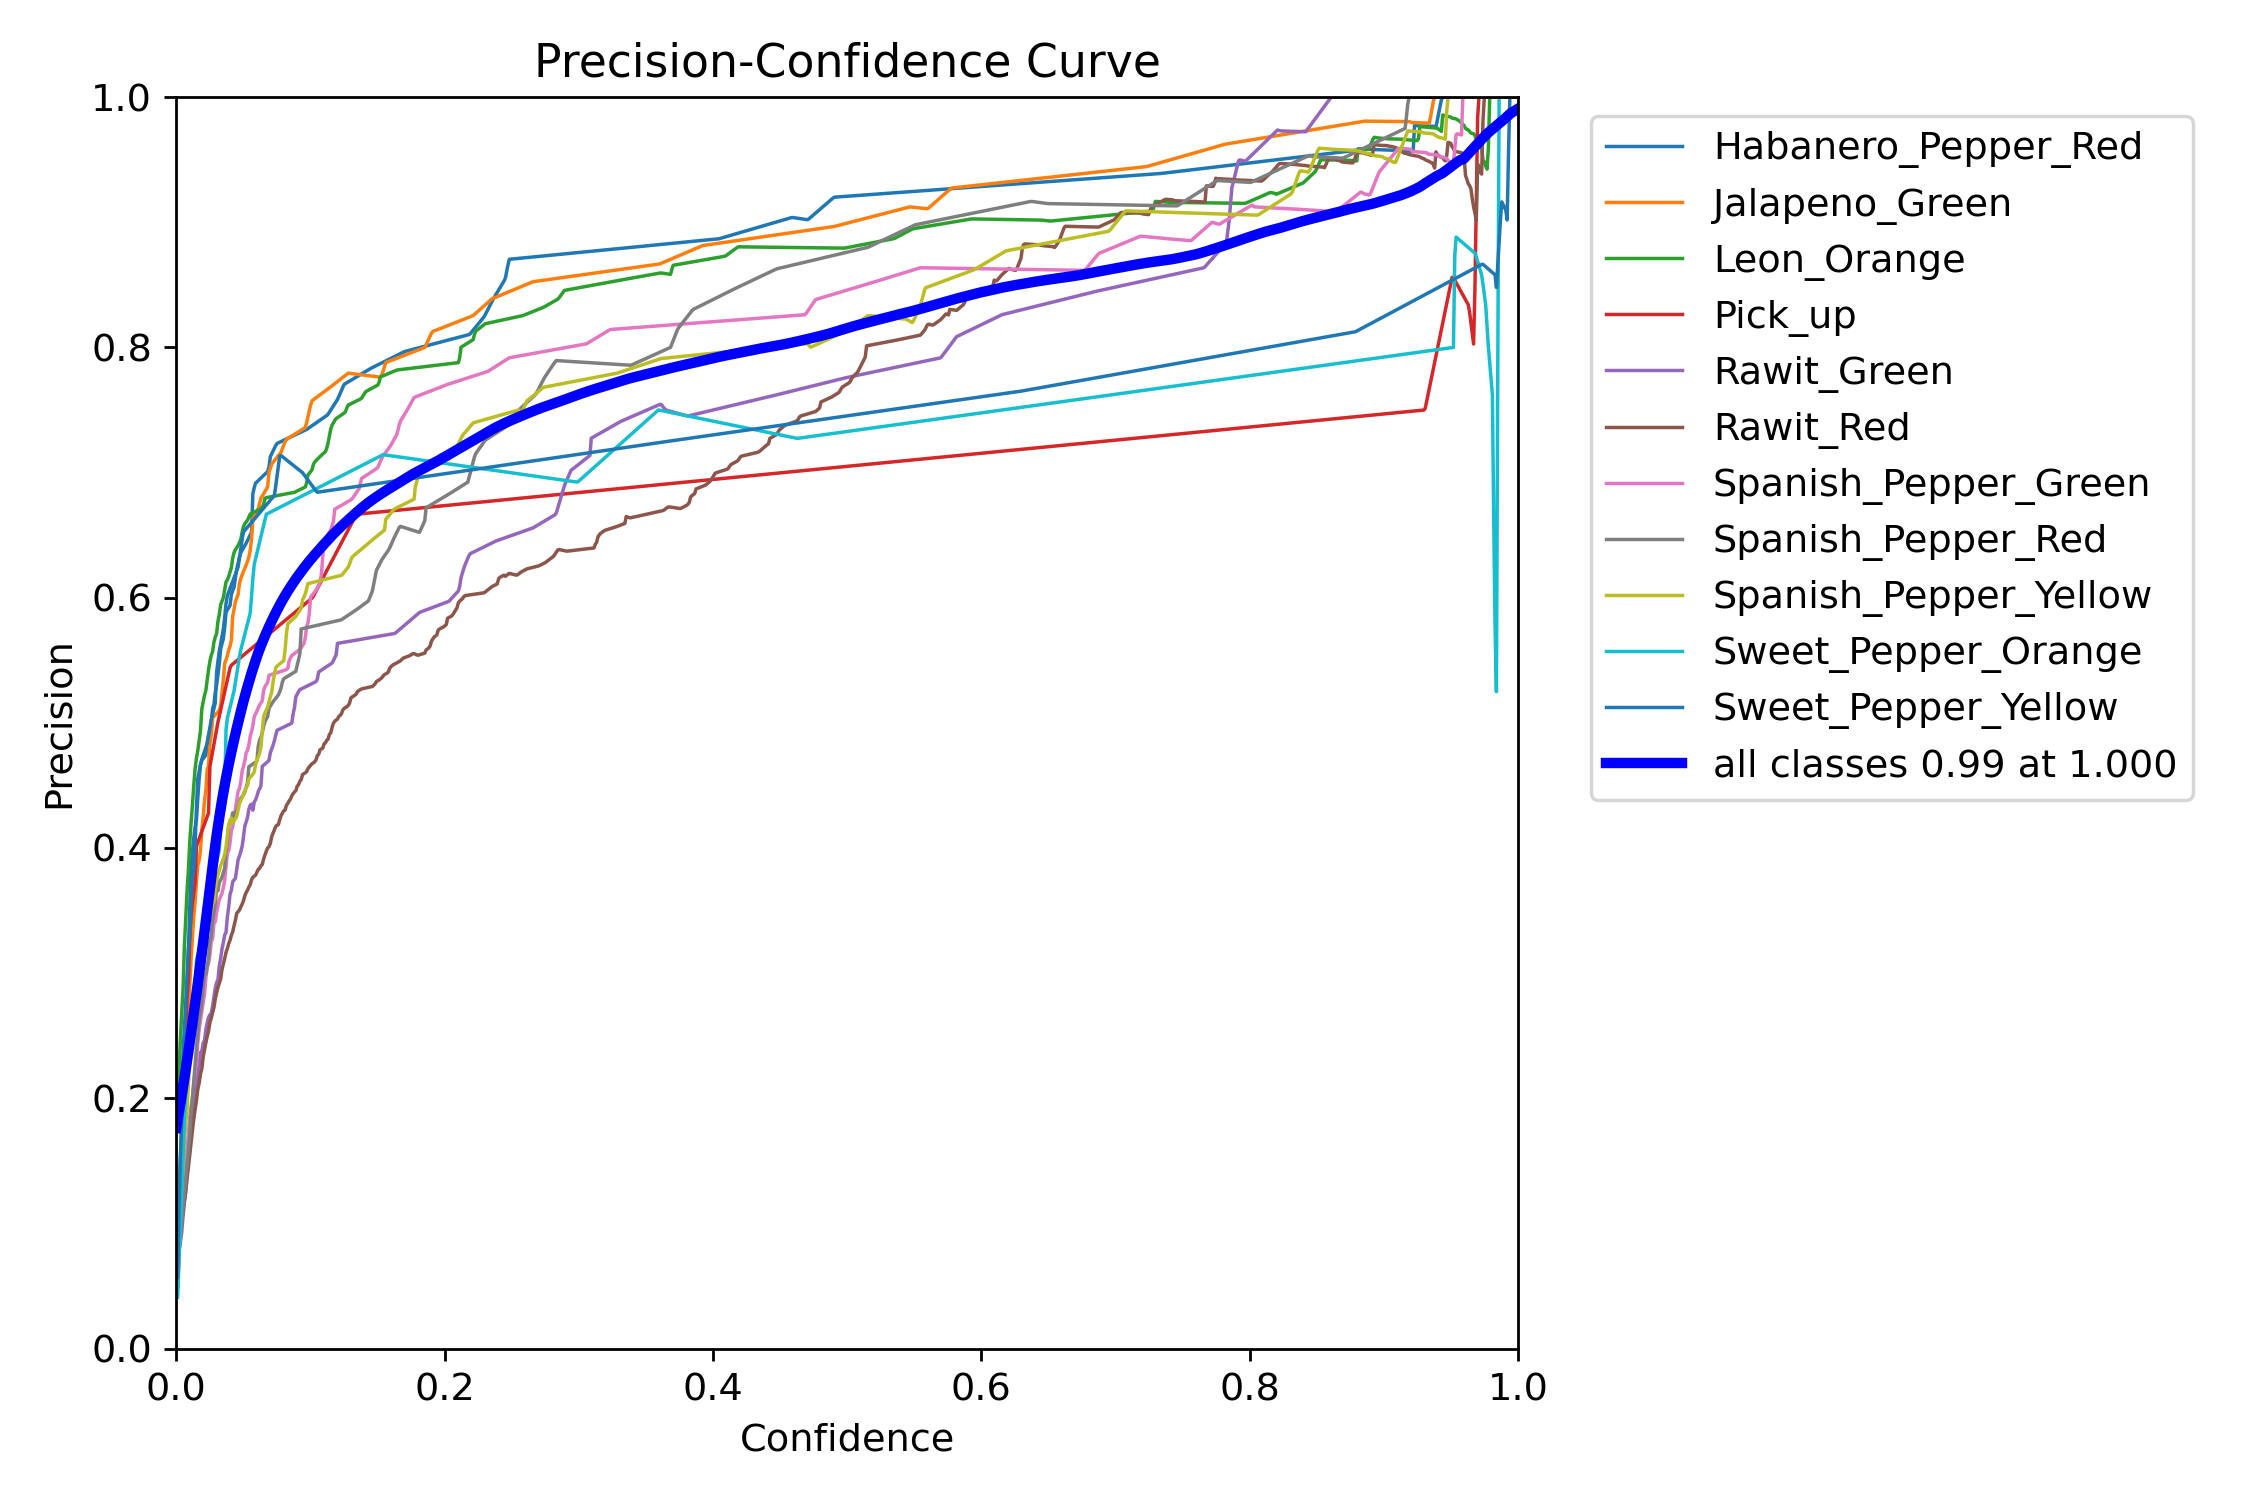 Precision-Confidence Curve
1.0
0.8
0.6
0.4
0.2
0.0
Precision
0.0 0.2 0.4 0.6 0.8 1.0
Confidence
Habanero_Pepper_Red
Jalapeno_Green
Leon_Orange
Pick_up
Rawit_Green
Rawit_Red
Spanish_Pepper_Green
Spanish_Pepper_Red
Spanish_Pepper_Yellow
Sweet_Pepper_Orange
Sweet_Pepper_Yellow
all classes 0.99 at 1.000